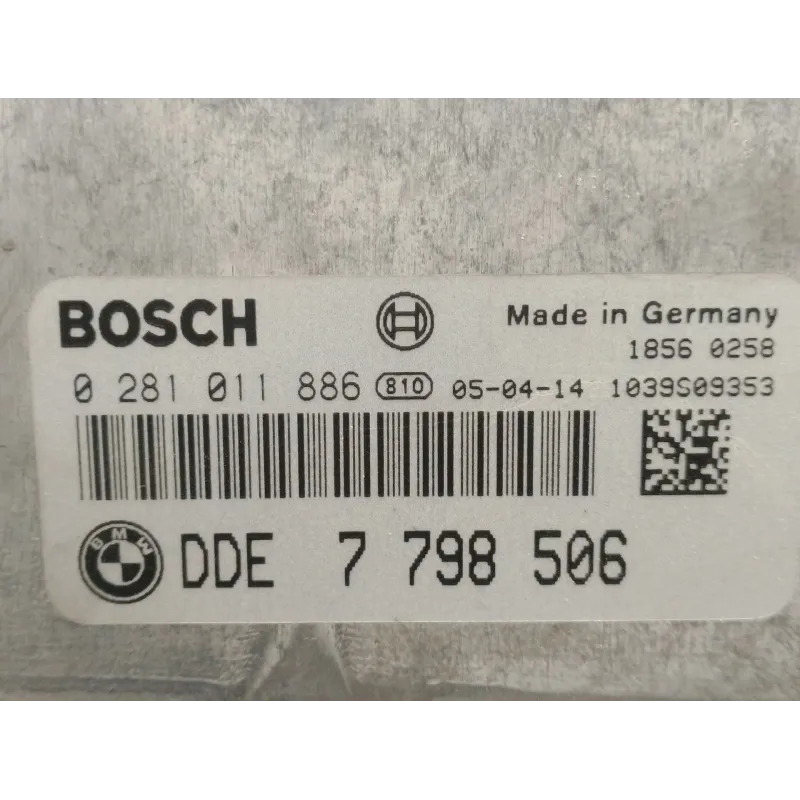 BOSCH Made in Germany
1856 0258
0 281 011 886 810 05-04-14 1039S09353
BMW DDE 7 798 506